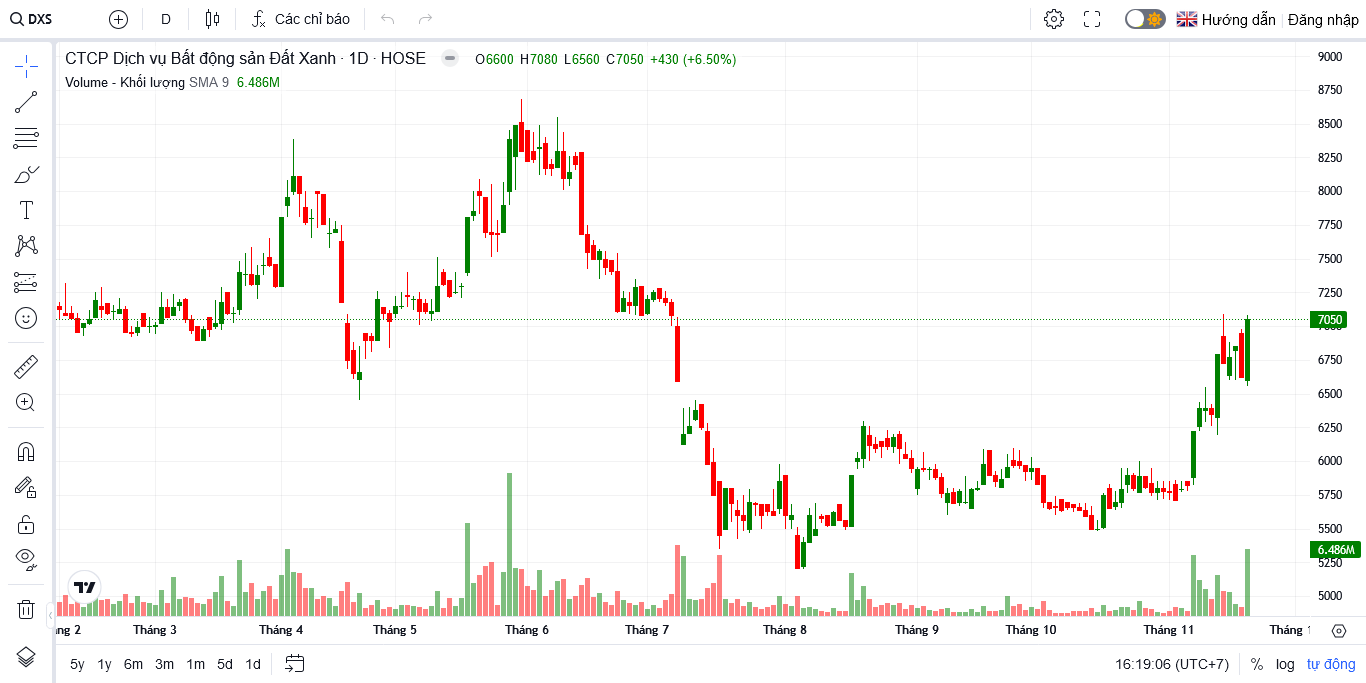 DXS D Các chỉ báo Hướng dẫn Đăng nhập
CTCP Dịch vụ Bất động sản Đất Xanh · 1D · HOSE O6600 H7080 L6560 C7050 +430 (+6.50%)
Volume - Khối lượng SMA 9 6.486M
9000
8750
8500
8250
8000
7750
7500
7250
7050
6750
6500
6250
6000
5750
5500
6.486M
5250
5000
Tháng 3 Tháng 4 Tháng 5 Tháng 6 Tháng 7 Tháng 8 Tháng 9 Tháng 10 Tháng 11 Tháng
5y 1y 6m 3m 1m 5d 1d 16:19:06 (UTC+7) % log tự động